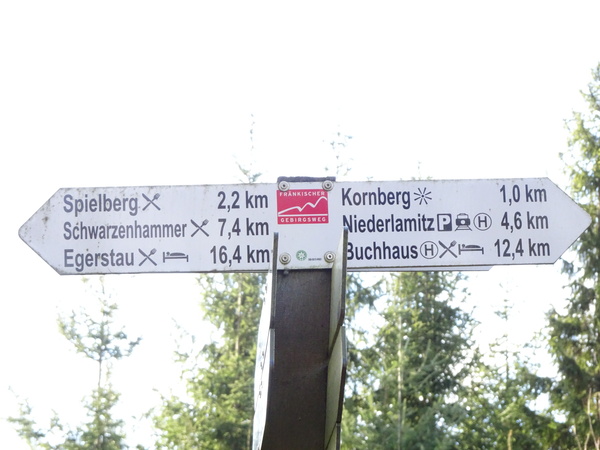 Spielberg 2,2 km
Schwarzenhammer 7,4 km
Egerstau 16,4 km
FRÄNKISCHER
GEBIRGSWEG
Kornberg 1,0 km
Niederlamitz P H 4,6 km
Buchhaus H 12,4 km